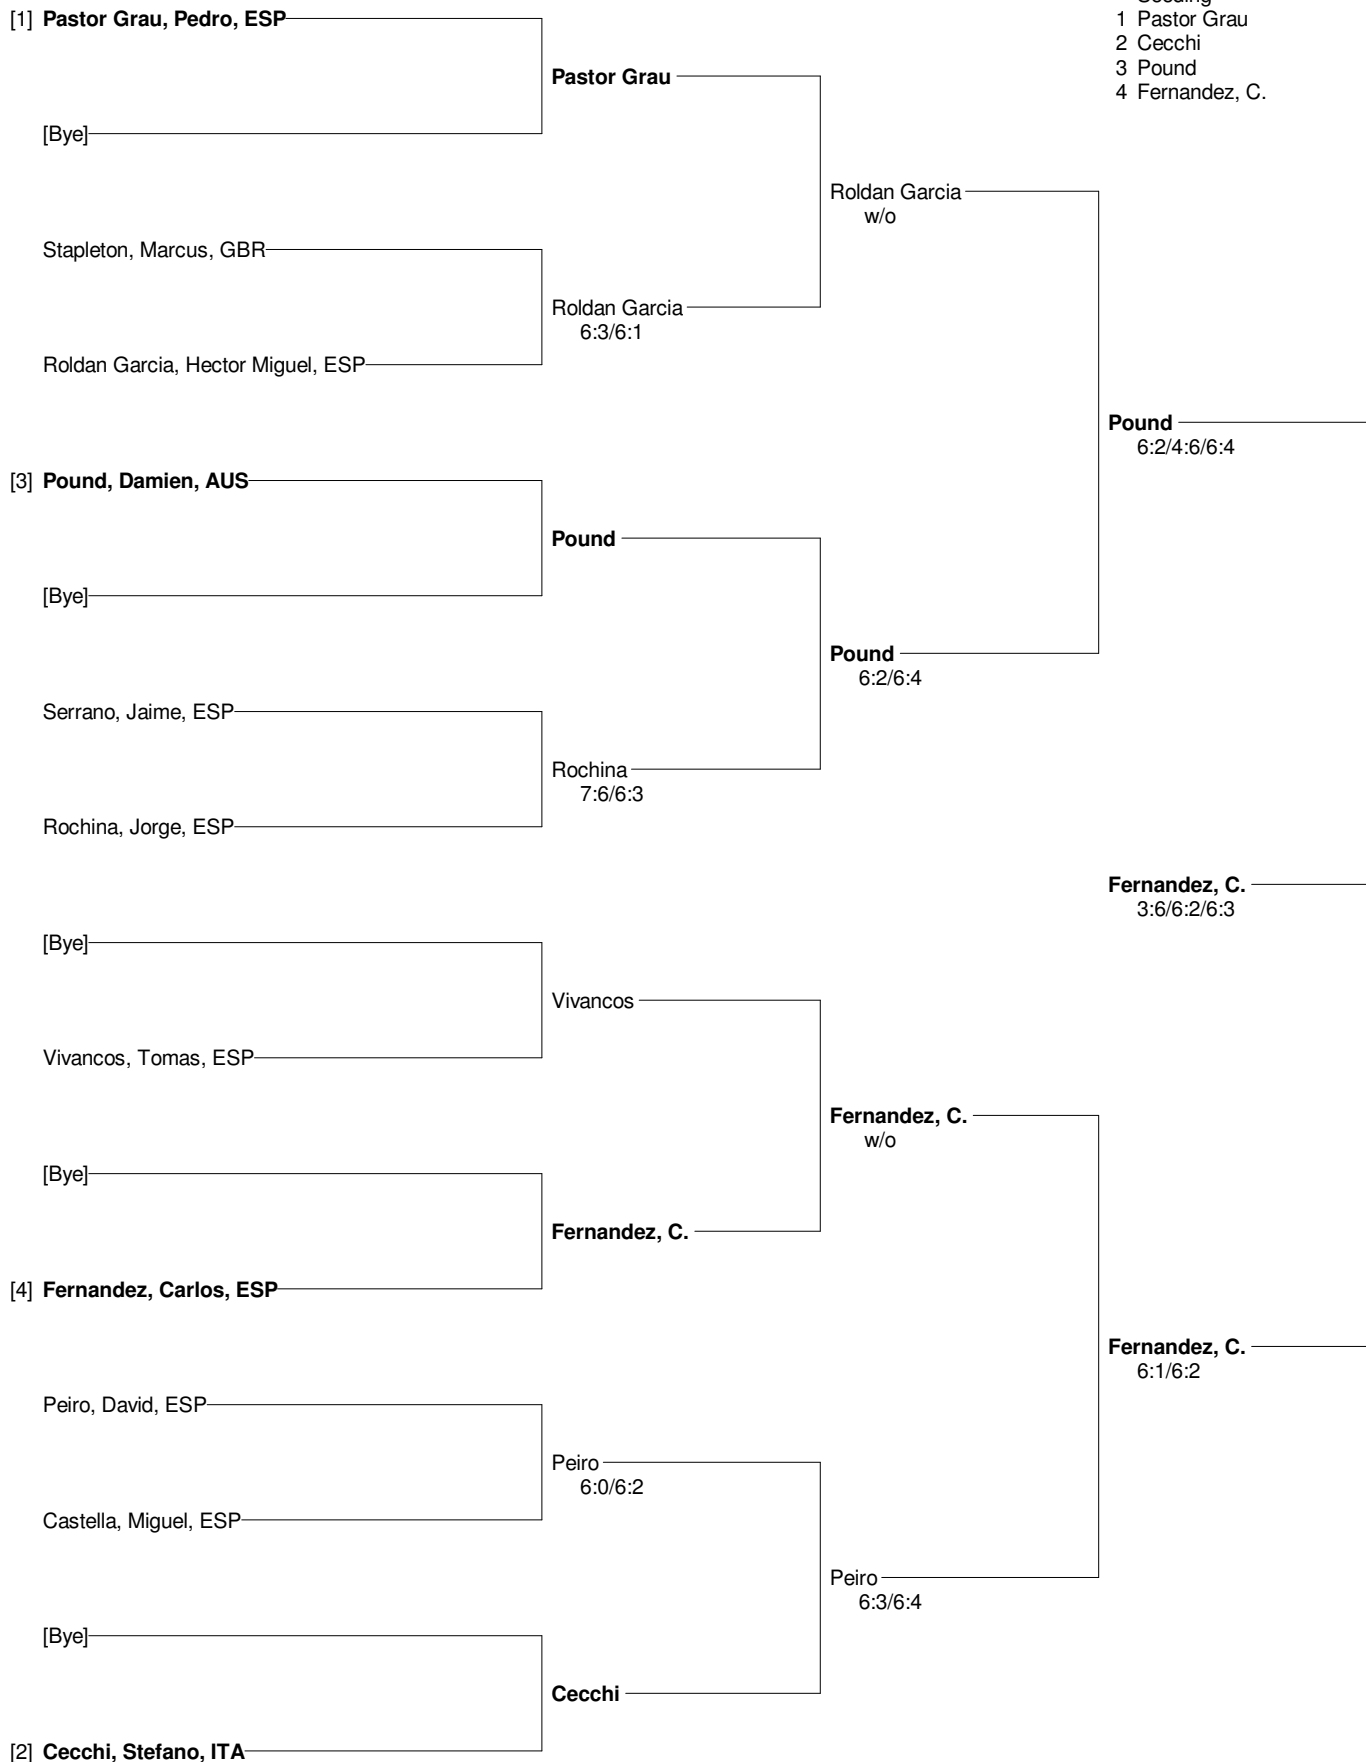 Seeding
1 Pastor Grau
2 Cecchi
3 Pound
4 Fernandez, C.
[1] Pastor Grau, Pedro, ESP
Pastor Grau
[Bye]
Roldan Garcia
w/o
Stapleton, Marcus, GBR
Roldan Garcia
6:3/6:1
Roldan Garcia, Hector Miguel, ESP
Pound
6:2/4:6/6:4
[3] Pound, Damien, AUS
Pound
[Bye]
Pound
6:2/6:4
Serrano, Jaime, ESP
Rochina
7:6/6:3
Rochina, Jorge, ESP
Fernandez, C.
3:6/6:2/6:3
[Bye]
Vivancos
Vivancos, Tomas, ESP
Fernandez, C.
w/o
[Bye]
Fernandez, C.
[4] Fernandez, Carlos, ESP
Fernandez, C.
6:1/6:2
Peiro, David, ESP
Peiro
6:0/6:2
Castella, Miguel, ESP
Peiro
6:3/6:4
[Bye]
Cecchi
[2] Cecchi, Stefano, ITA